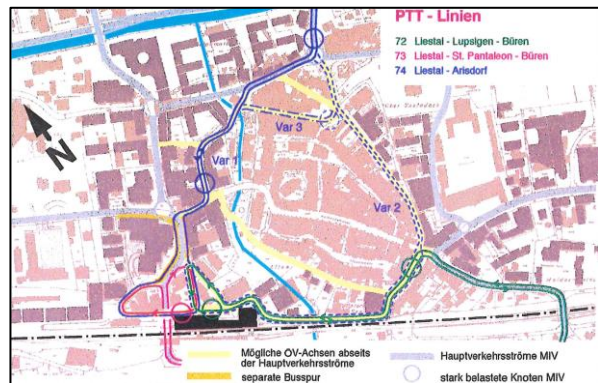 PTT - Linien
72 Liestal - Lupsigen - Büren
73 Liestal - St. Pantaleon - Büren
74 Liestal - Arisdorf
N
Var 3
Var 1
Var 2
Mögliche ÖV-Achsen abseits
der Hauptverkehrsströme
separate Busspur
Hauptverkehrsströme MIV
stark belastete Knoten MIV